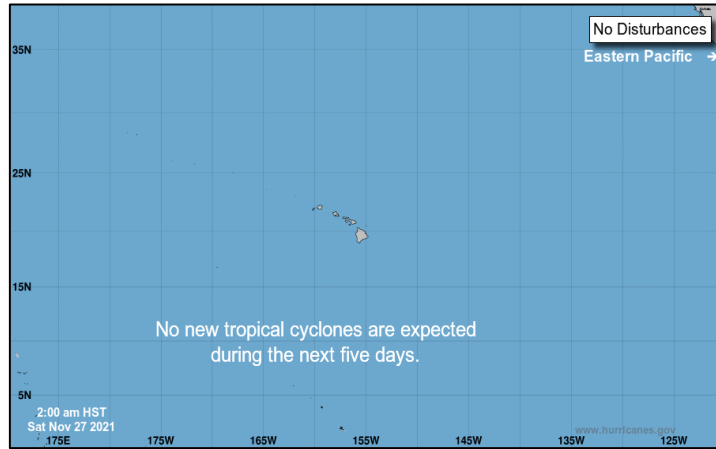 No Disturbances
35N
Eastern Pacific →
25N
15N
No new tropical cyclones are expected
during the next five days.
5N
2:00 am HST
Sat Nov 27 2021
www.hurricanes.gov
175E 175W 165W 155W 145W 135W 125W